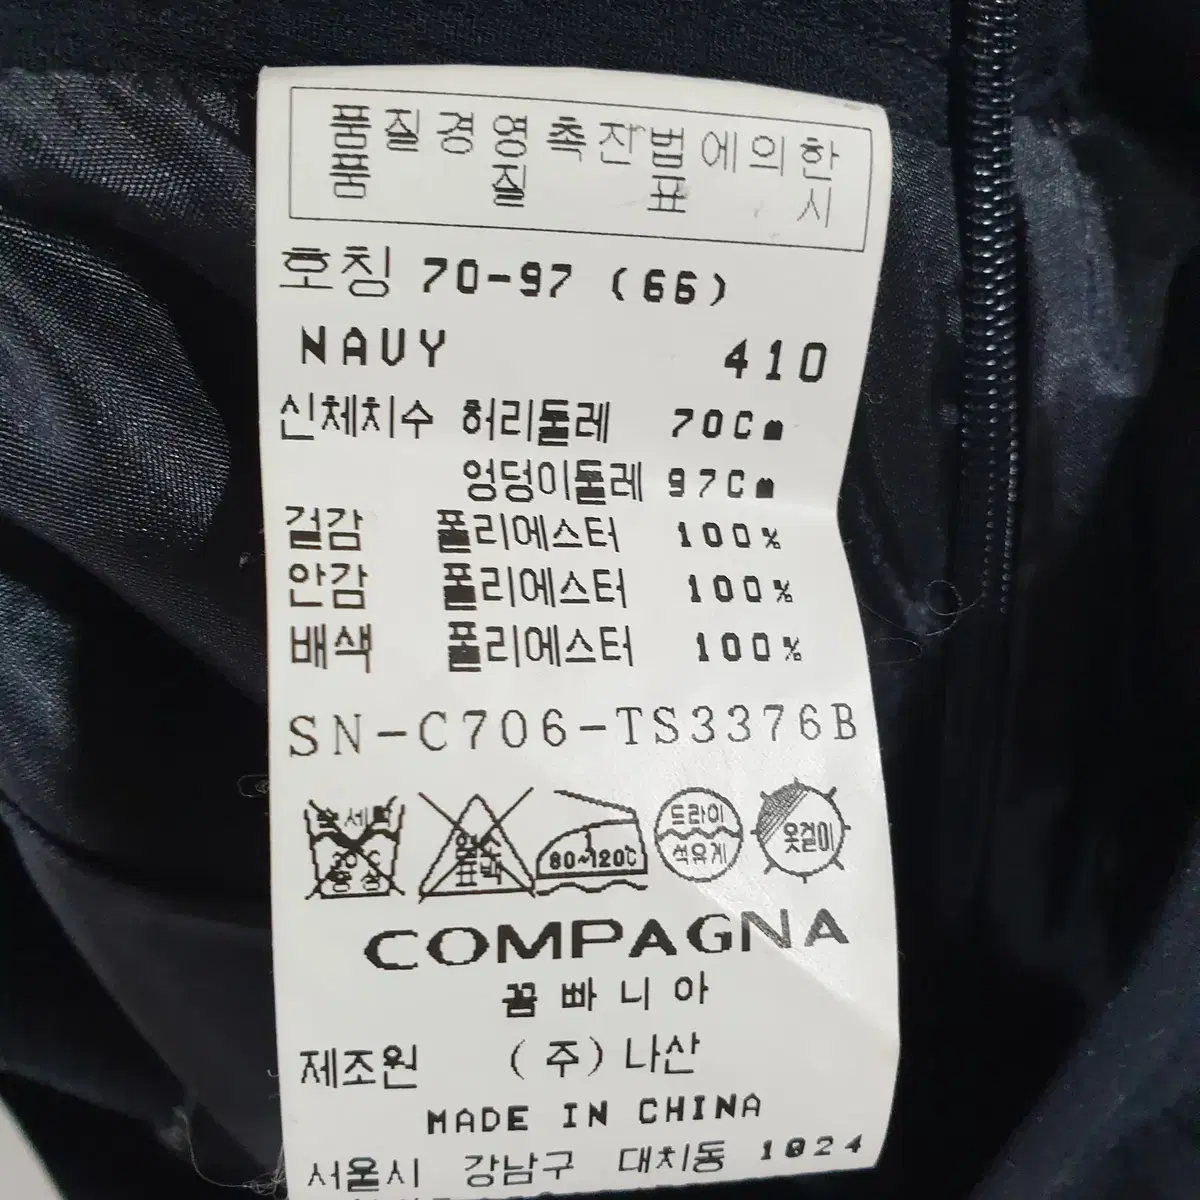 품질경영촉진법에의한
품질표시
호칭 70-97 (66)
NAVY 410
신체치수 허리둘레 70Cm
엉덩이둘레 97Cm
겉감 폴리에스터 100%
안감 폴리에스터 100%
배색 폴리에스터 100%
SN-C706-TS3376B
80~120℃
드라이
석유계
옷걸이
COMPAGNA
꼼빠니아
제조원 (주)나산
MADE IN CHINA
서울시 강남구 대치동 1024